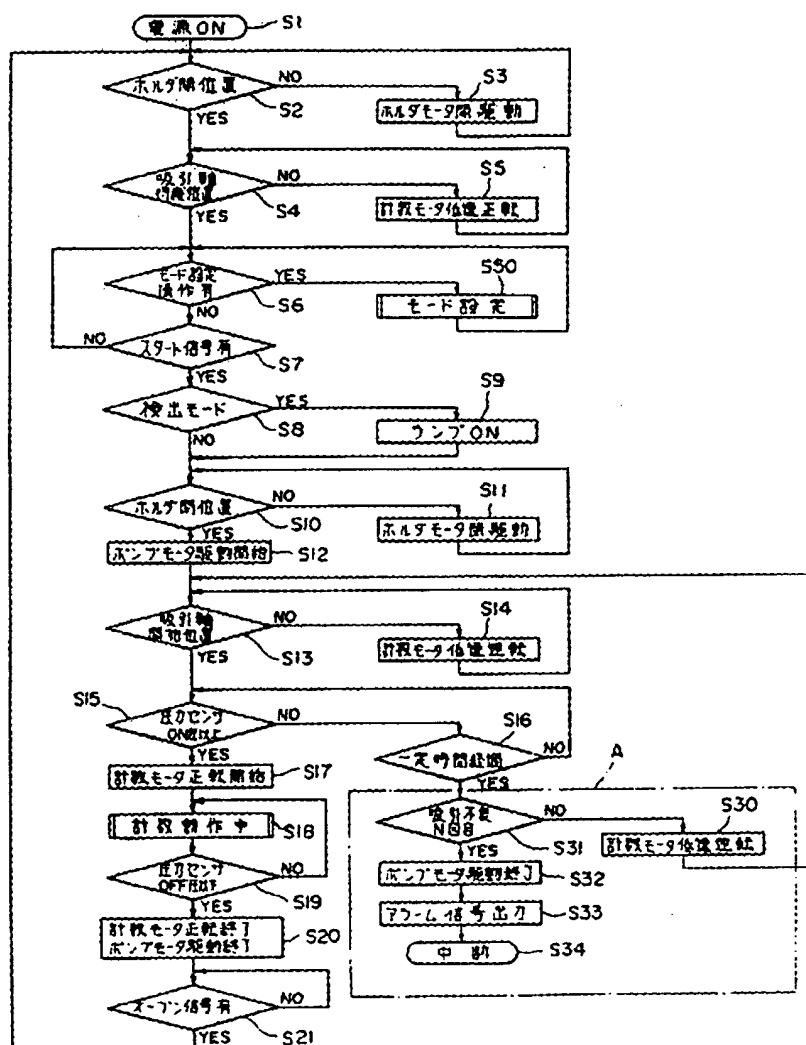 電源ON
S1
ホルダ開位置
NO
S2
YES
S3
ホルダモータ開駆動
吸引軸
待機位置
NO
S4
YES
S5
計数モータ低速正転
モード設定
操作有
YES
S6
NO
S50
モード設定
スタート信号有
NO
S7
YES
検出モード
YES
S8
NO
S9
ランプON
ホルダ閉位置
NO
S10
YES
S11
ホルダモータ閉駆動
ポンプモータ駆動開始
S12
吸引軸
開始位置
NO
S13
YES
S14
計数モータ低速逆転
S15
圧力センサ
ON値以上
NO
YES
S16
一定時間経過
NO
YES
A
計数モータ正転開始
S17
計数動作中
S18
圧力センサ
OFF値以下
NO
S19
YES
計数モータ正転終了
ポンプモータ駆動終了
S20
オープン信号有
NO
S21
YES
吸引不良
N回目
NO
S31
YES
S30
計数モータ低速逆転
ポンプモータ駆動終了
S32
アラーム信号出力
S33
中断
S34